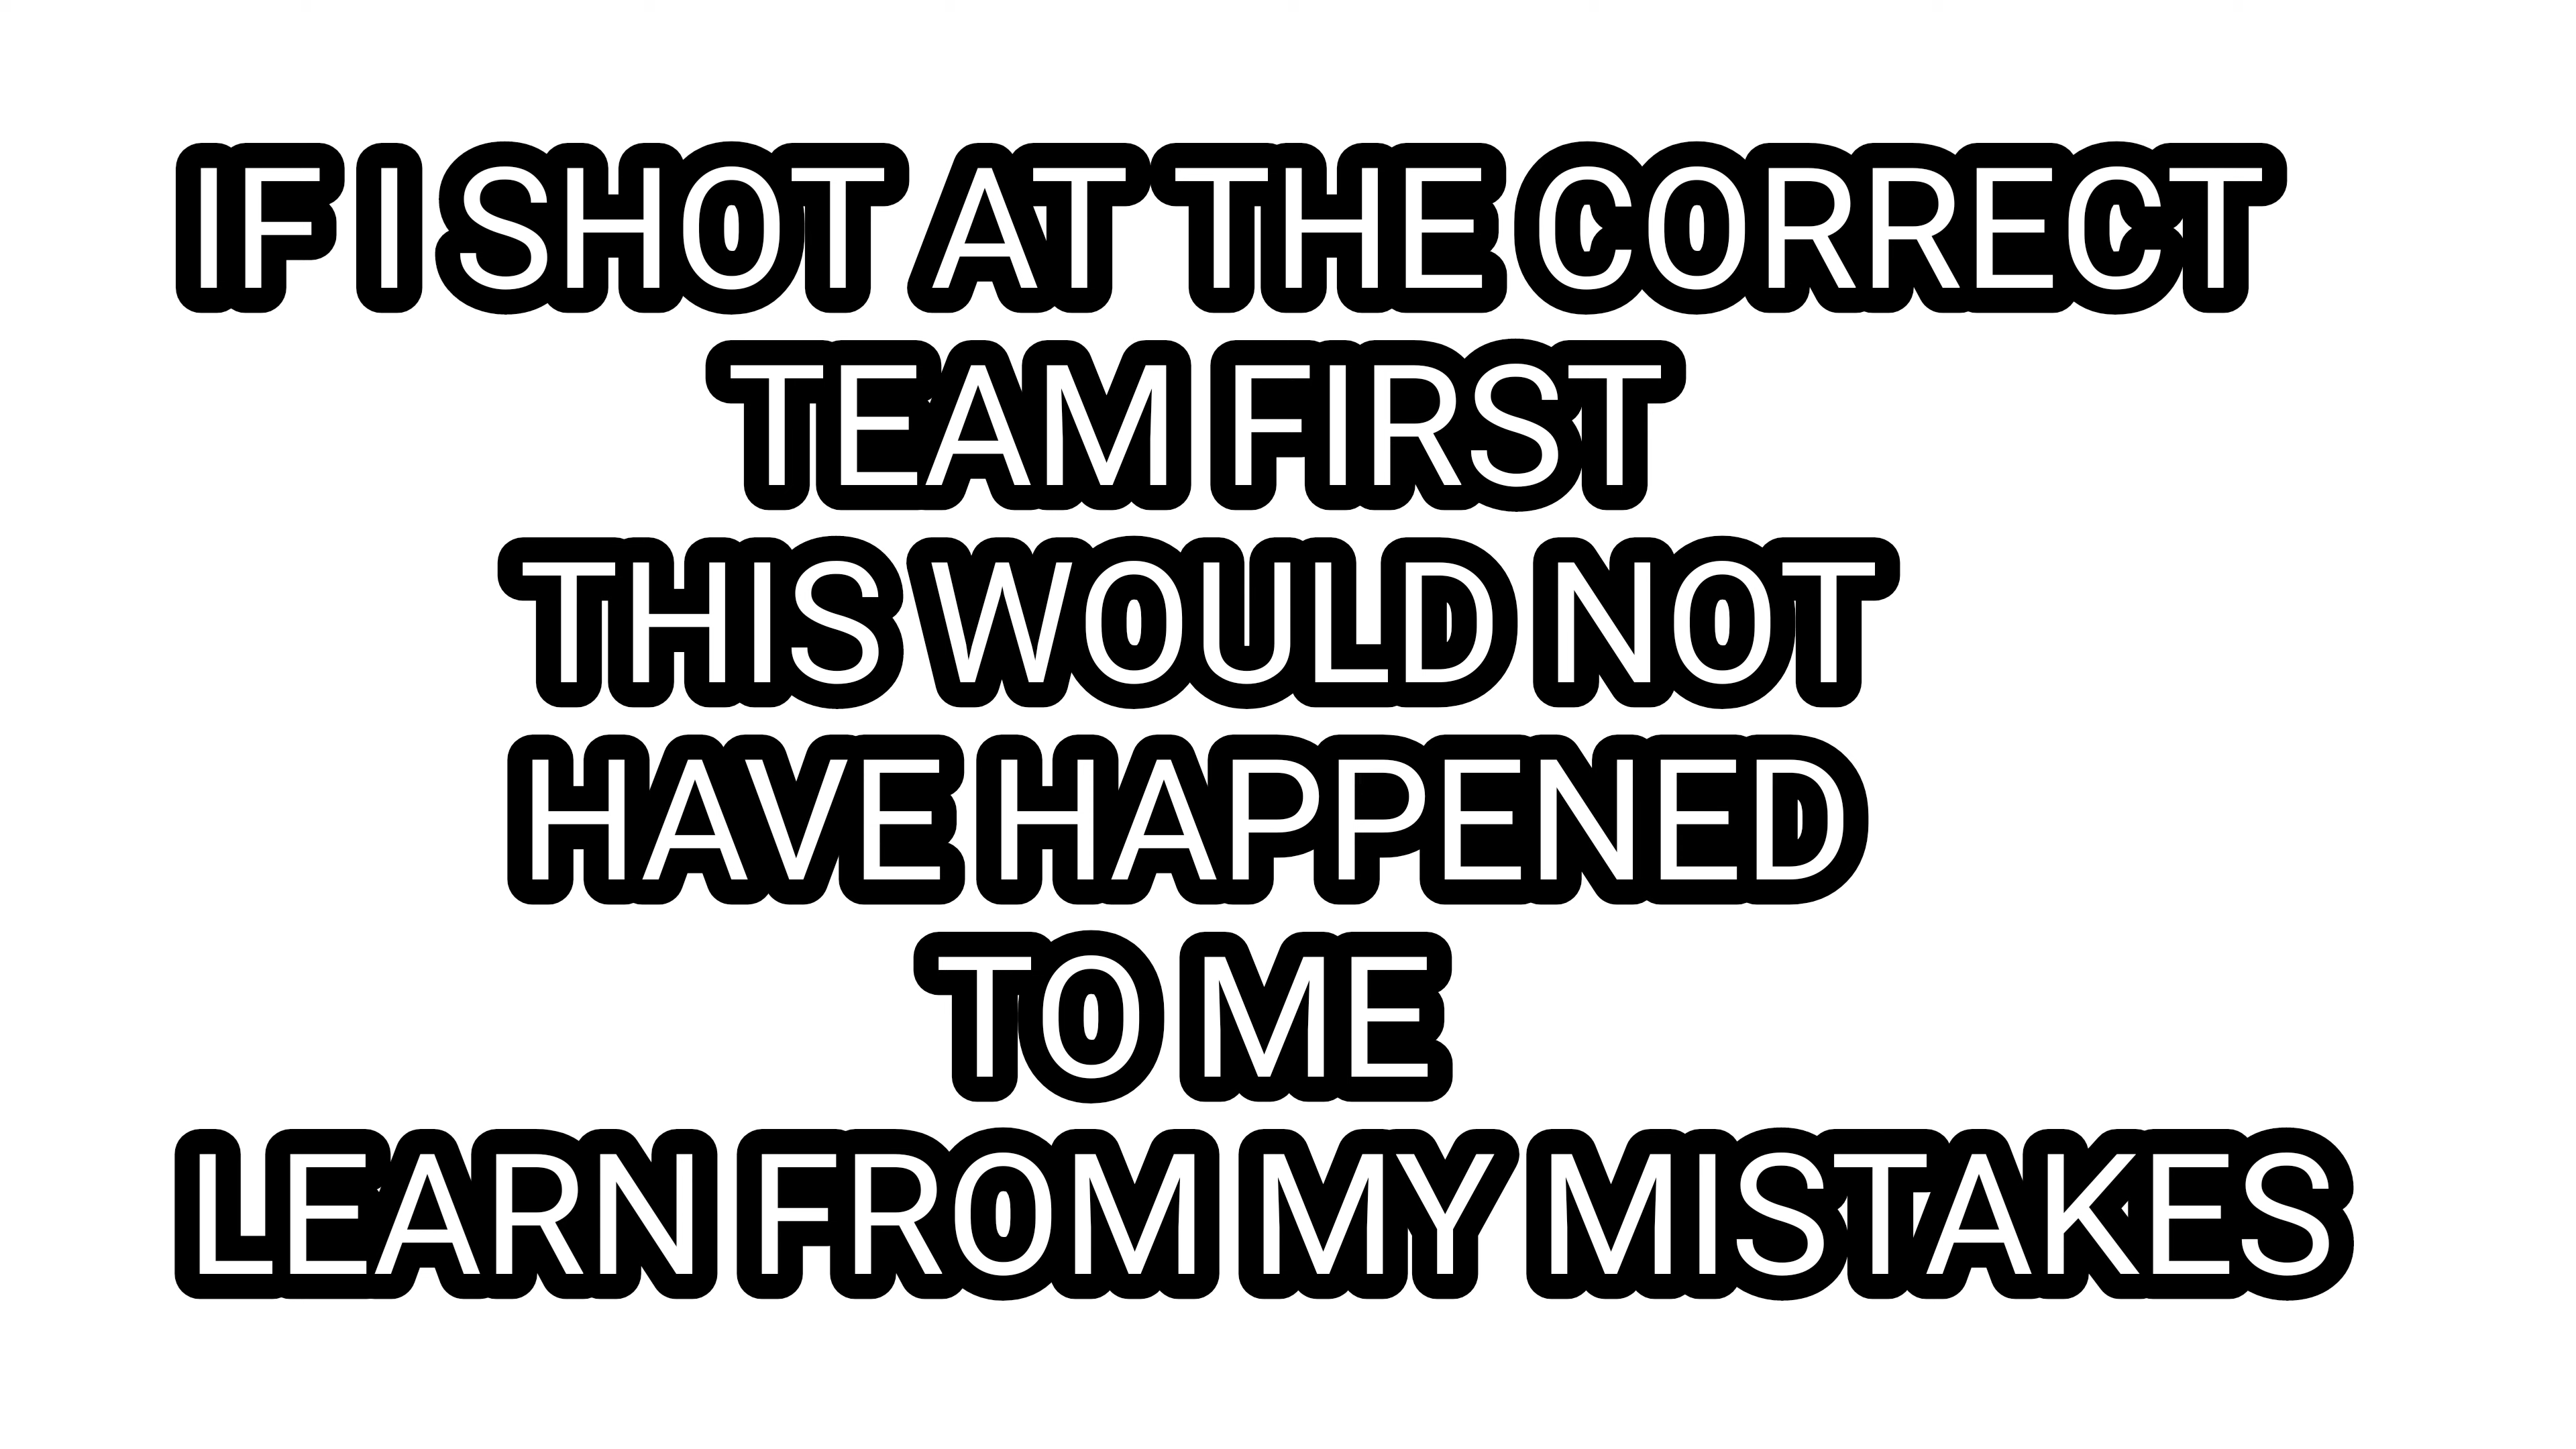 IF I SHOT AT THE CORRECT
TEAM FIRST
THIS WOULD NOT
HAVE HAPPENED
TO ME
LEARN FROM MY MISTAKES